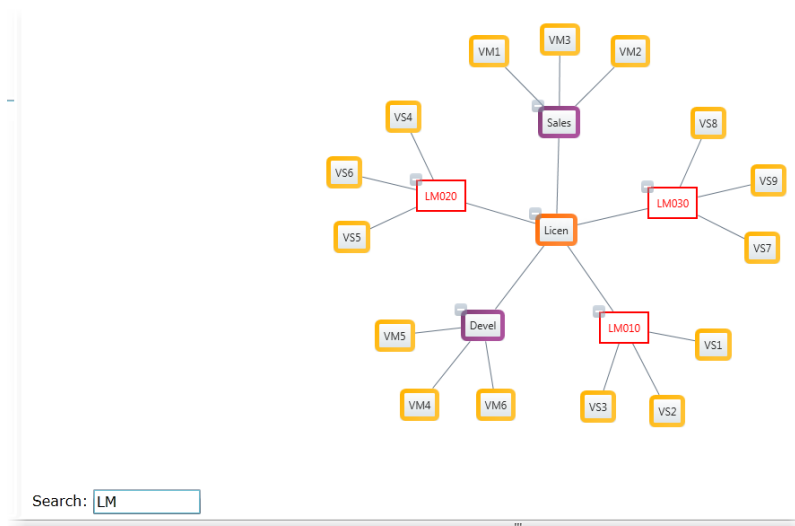 VM3
VM1
VM2
Sales
VS4
VS8
VS6
VS9
LM020
LM030
Licen
VS5
VS7
Devel
LM010
VM5
VS1
VM4
VM6
VS3
VS2
Search: LM